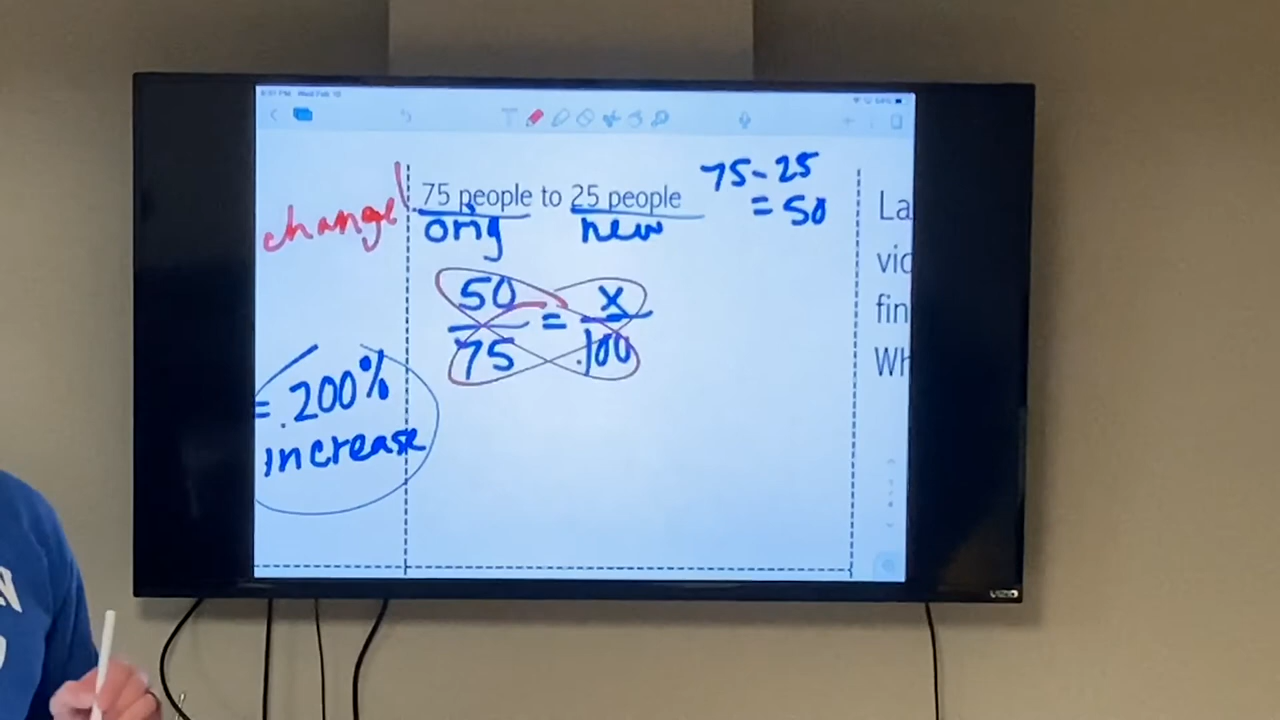 75 people to 25 people
orig new
75-25
= 50
change
50/75 = x/100
= 200%
increase
La
vid
fin
Wh
VIZIO
N